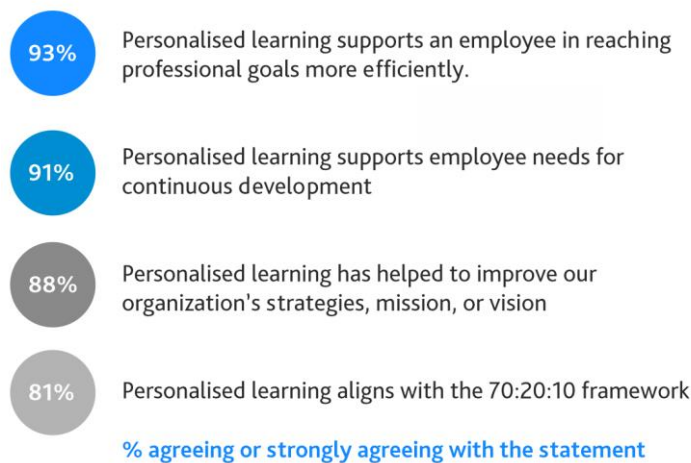 93%
Personalised learning supports an employee in reaching
professional goals more efficiently.
91%
Personalised learning supports employee needs for
continuous development
88%
Personalised learning has helped to improve our
organization's strategies, mission, or vision
81%
Personalised learning aligns with the 70:20:10 framework
% agreeing or strongly agreeing with the statement